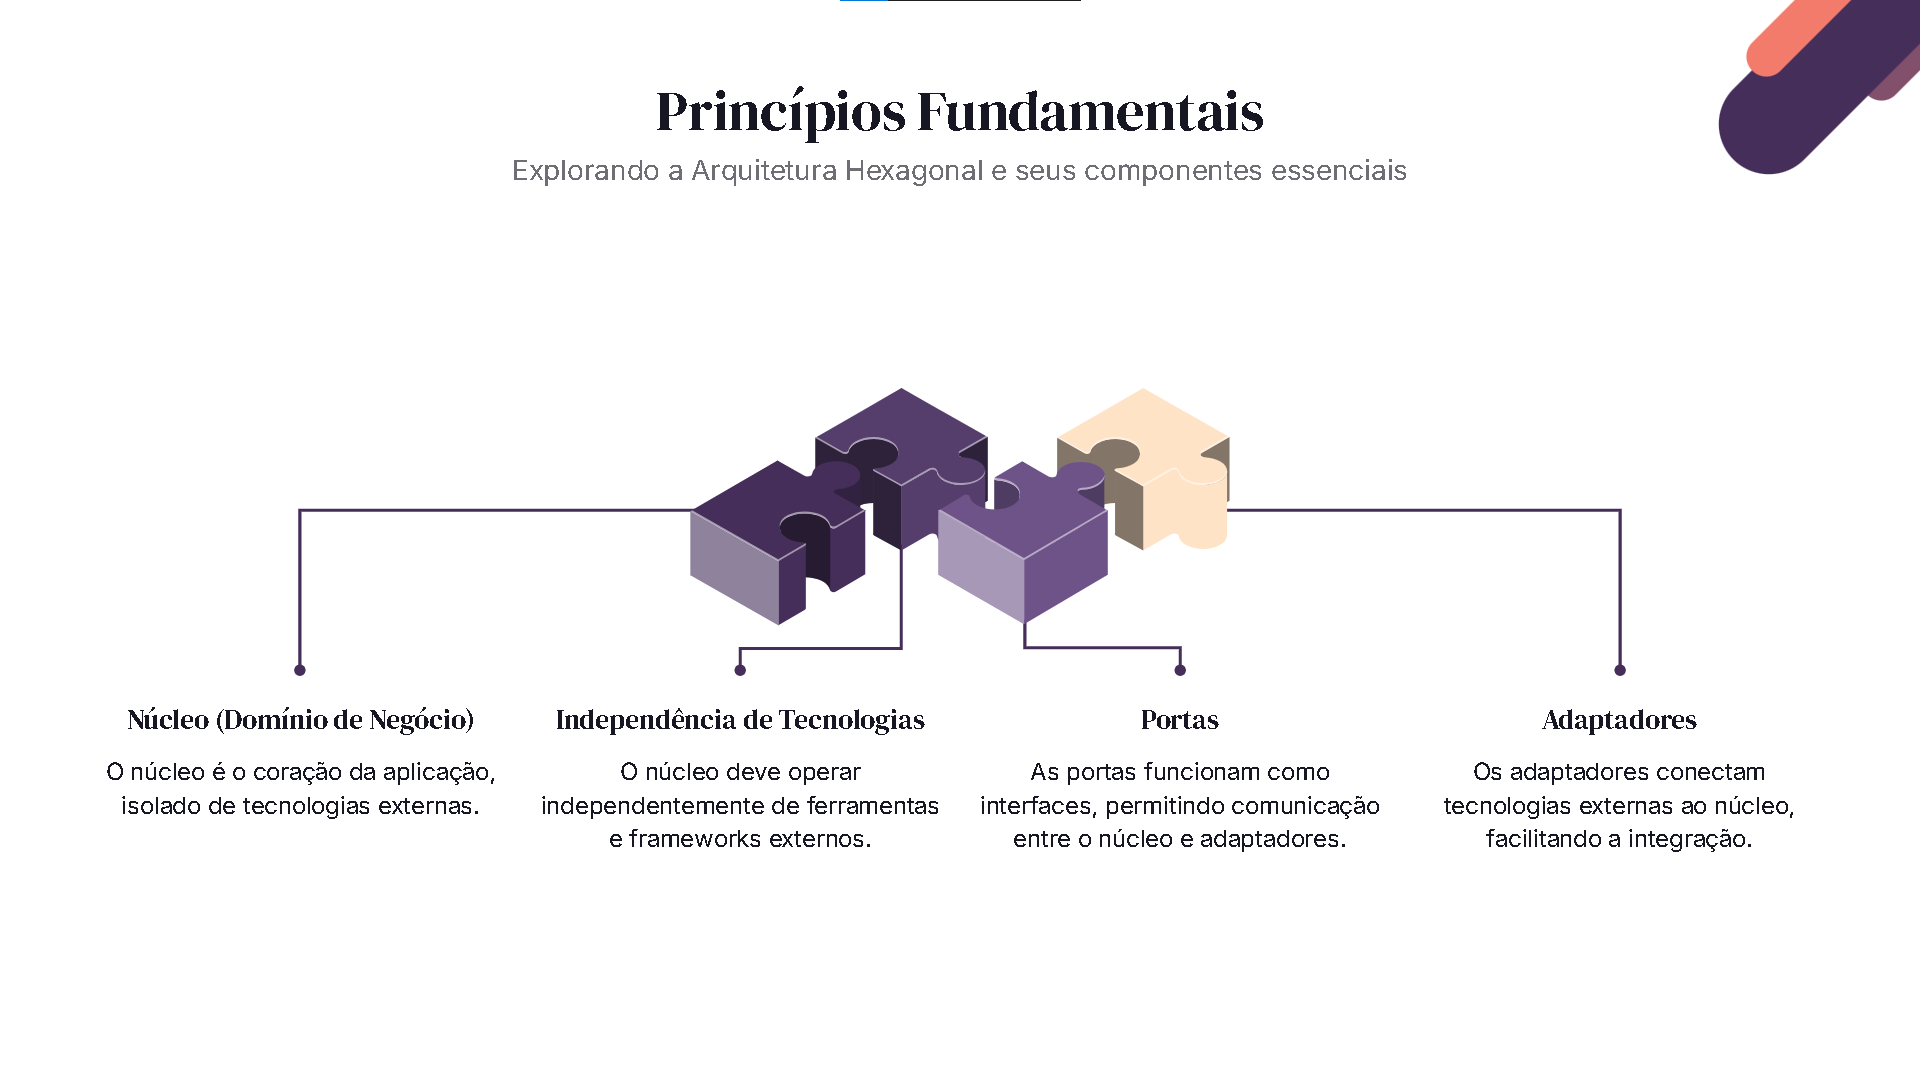 Princípios Fundamentais
Explorando a Arquitetura Hexagonal e seus componentes essenciais
Núcleo (Domínio de Negócio)
O núcleo é o coração da aplicação,
isolado de tecnologias externas.
Independência de Tecnologias
O núcleo deve operar
independentemente de ferramentas
e frameworks externos.
Portas
As portas funcionam como
interfaces, permitindo comunicação
entre o núcleo e adaptadores.
Adaptadores
Os adaptadores conectam
tecnologias externas ao núcleo,
facilitando a integração.